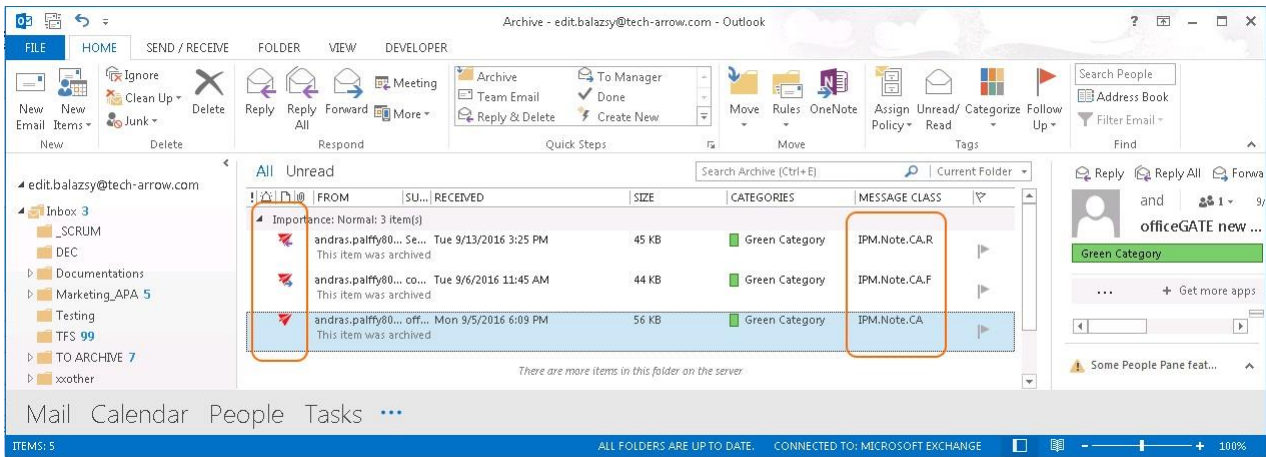 Archive - edit.balazsy@tech-arrow.com - Outlook
FILE HOME SEND / RECEIVE FOLDER VIEW DEVELOPER
New Email
New Items
New
Ignore
Clean Up
Junk
Delete
Delete
Reply
Reply All
Forward
Meeting
More
Respond
Archive
Team Email
Reply & Delete
To Manager
Done
Create New
Quick Steps
Move
Rules
OneNote
Move
Assign Policy
Unread/ Read
Categorize
Follow Up
Tags
Search People
Address Book
Filter Email
Find
edit.balazsy@tech-arrow.com
Inbox 3
_SCRUM
DEC
Documentations
Marketing_APA 5
Testing
TFS 99
TO ARCHIVE 7
xxother
All Unread
Search Archive (Ctrl+E) Current Folder
! FROM SU... RECEIVED SIZE CATEGORIES MESSAGE CLASS
Importance: Normal: 3 item(s)
andras.palffy80... Se... Tue 9/13/2016 3:25 PM 45 KB Green Category IPM.Note.CA.R
This item was archived
andras.palffy80... co... Tue 9/6/2016 11:45 AM 44 KB Green Category IPM.Note.CA.F
This item was archived
andras.palffy80... off... Mon 9/5/2016 6:09 PM 56 KB Green Category IPM.Note.CA
This item was archived
There are more items in this folder on the server
Reply Reply All Forwa
and 1 9/
officeGATE new ...
Green Category
... + Get more apps
Some People Pane feat...
Mail Calendar People Tasks ...
ITEMS: 5 ALL FOLDERS ARE UP TO DATE. CONNECTED TO: MICROSOFT EXCHANGE 100%